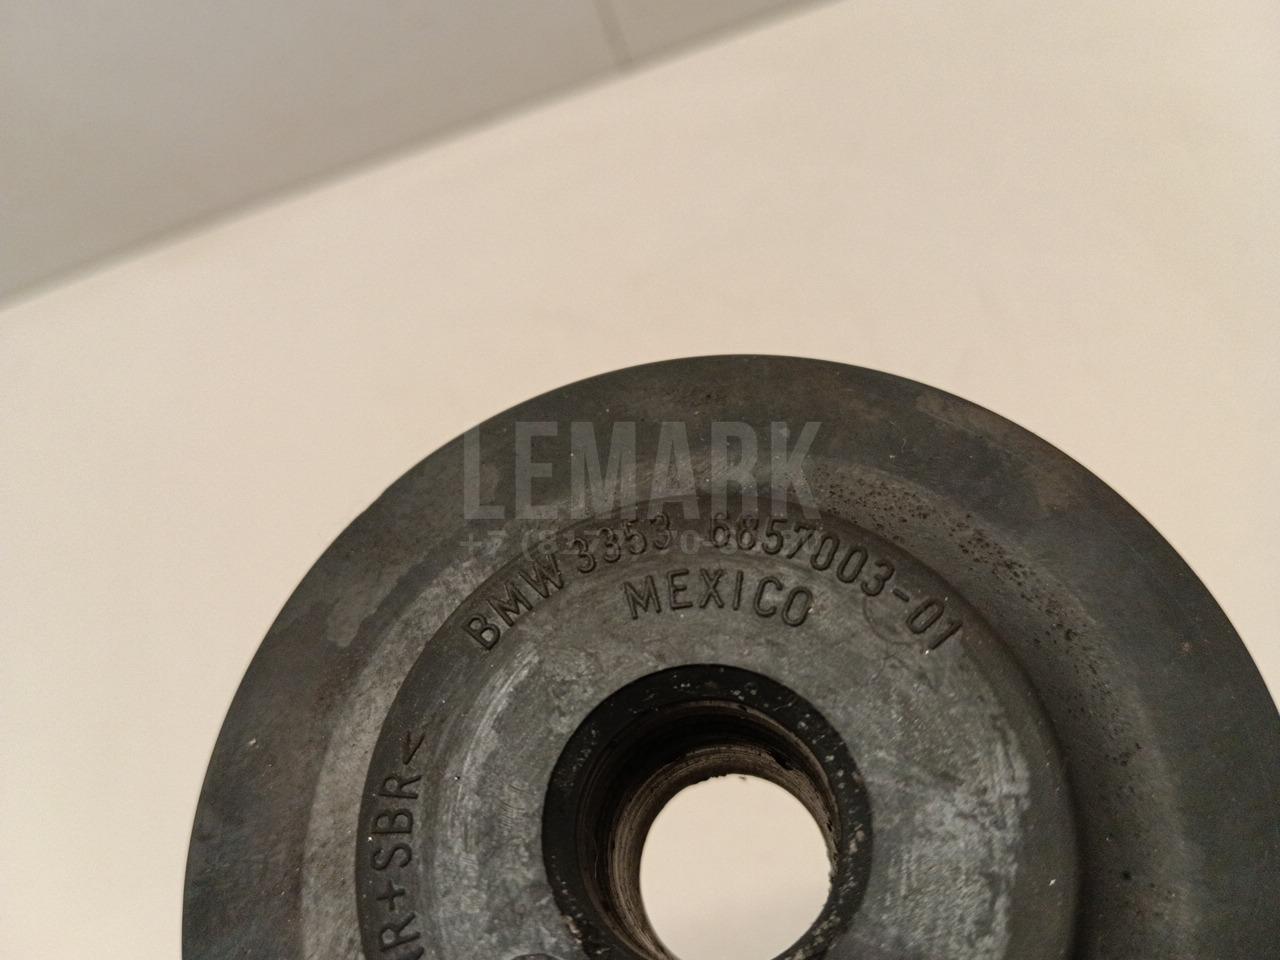 LEMARK
BMW 3353 6857003-01
MEXICO
R+SBR<